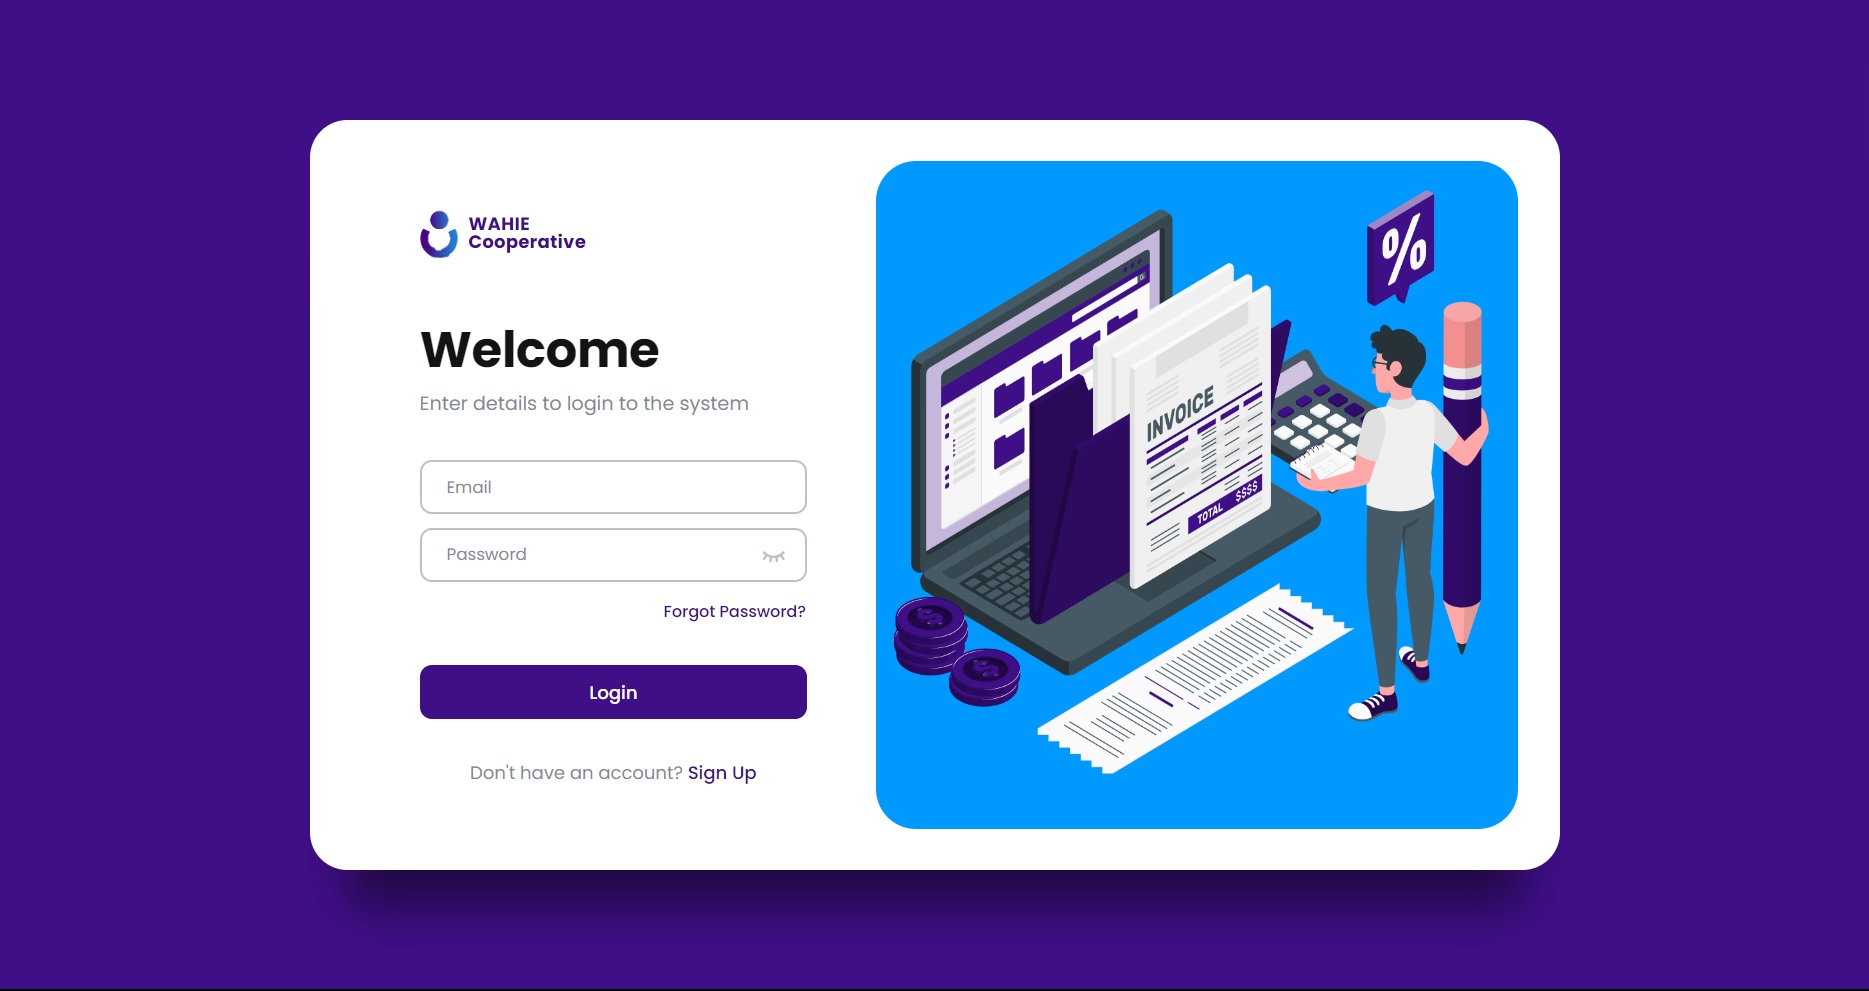 WAHIE
Cooperative
Welcome
Enter details to login to the system
Email
Password
Forgot Password?
Login
Don't have an account? Sign Up
%
INVOICE
TOTAL
$$$$
$
$